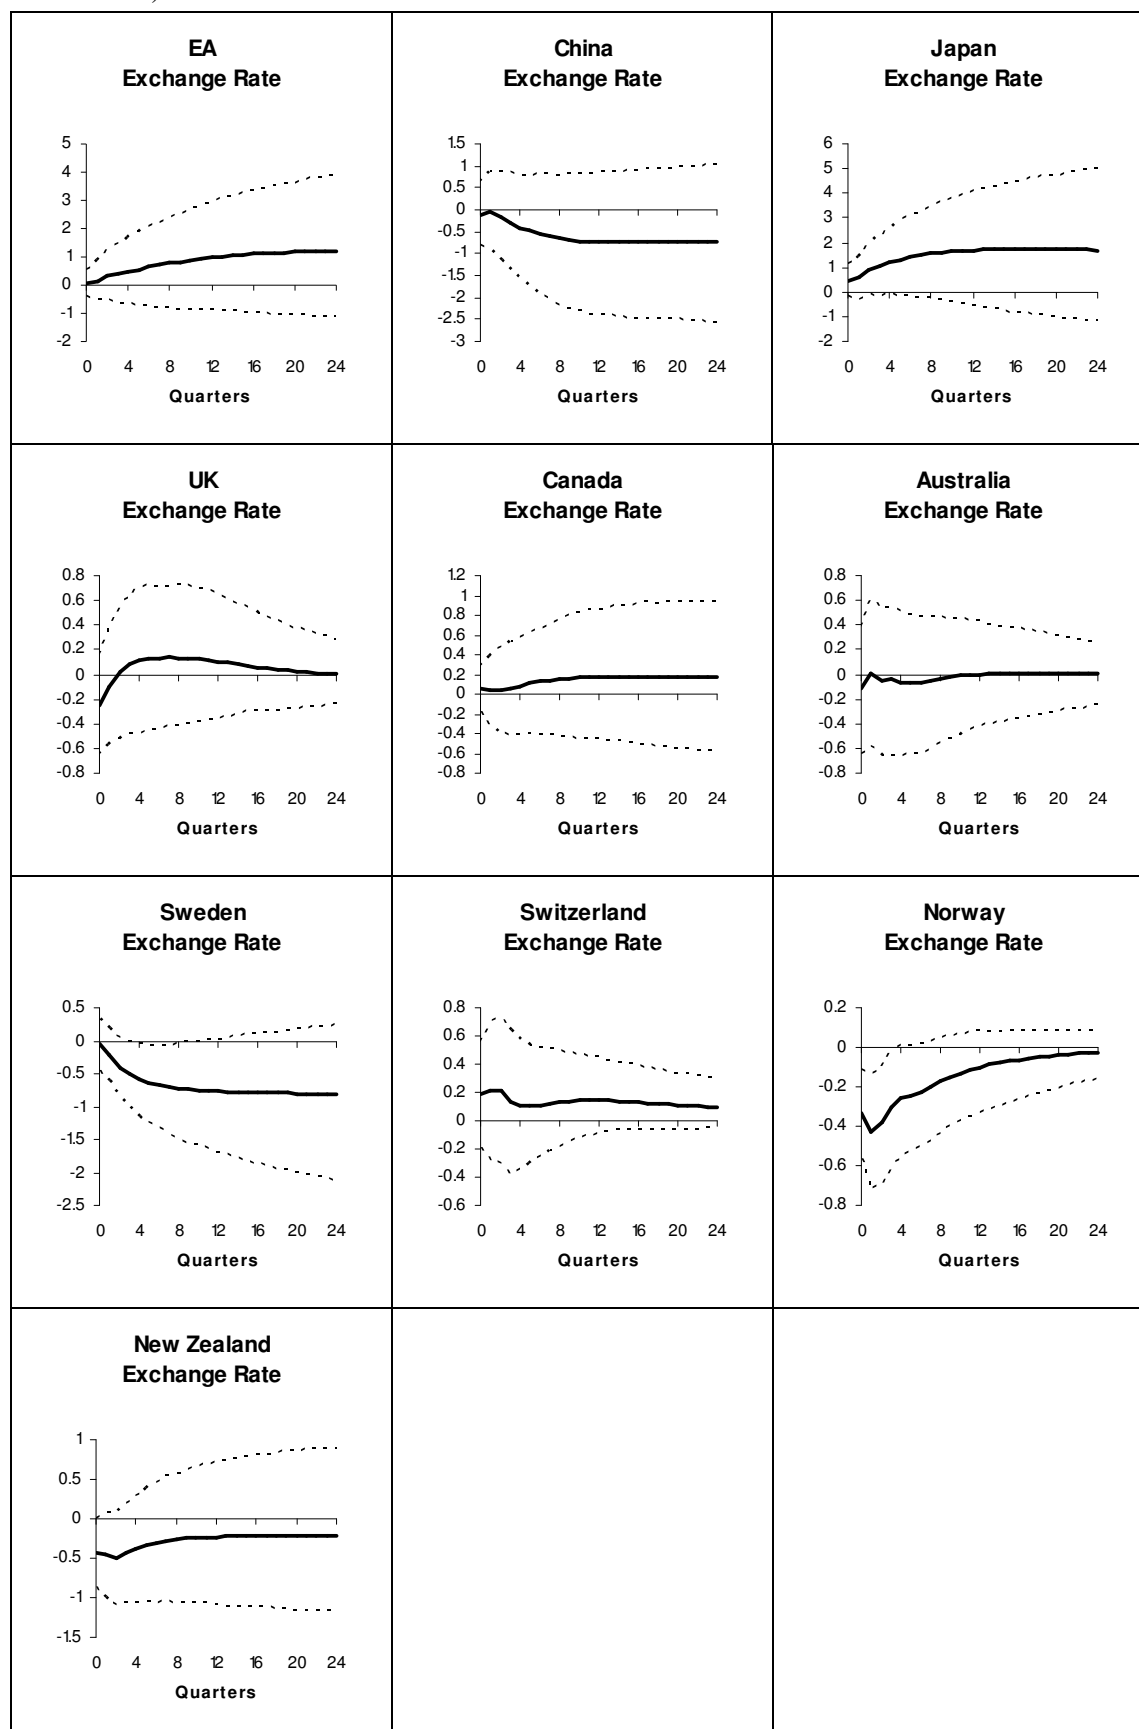 EA
Exchange Rate
5
4
3
2
1
0
-1
-2
0 4 8 12 16 20 24
Quarters
China
Exchange Rate
1.5
1
0.5
0
-0.5
-1
-1.5
-2
-2.5
-3
0 4 8 12 16 20 24
Quarters
Japan
Exchange Rate
6
5
4
3
2
1
0
-1
-2
0 4 8 12 16 20 24
Quarters
UK
Exchange Rate
0.8
0.6
0.4
0.2
0
-0.2
-0.4
-0.6
-0.8
0 4 8 12 16 20 24
Quarters
Canada
Exchange Rate
1.2
1
0.8
0.6
0.4
0.2
0
-0.2
-0.4
-0.6
-0.8
0 4 8 12 16 20 24
Quarters
Australia
Exchange Rate
0.8
0.6
0.4
0.2
0
-0.2
-0.4
-0.6
-0.8
0 4 8 12 16 20 24
Quarters
Sweden
Exchange Rate
0.5
0
-0.5
-1
-1.5
-2
-2.5
0 4 8 12 16 20 24
Quarters
Switzerland
Exchange Rate
0.8
0.6
0.4
0.2
0
-0.2
-0.4
-0.6
0 4 8 12 16 20 24
Quarters
Norway
Exchange Rate
0.2
0
-0.2
-0.4
-0.6
-0.8
0 4 8 12 16 20 24
Quarters
New Zealand
Exchange Rate
1
0.5
0
-0.5
-1
-1.5
0 4 8 12 16 20 24
Quarters